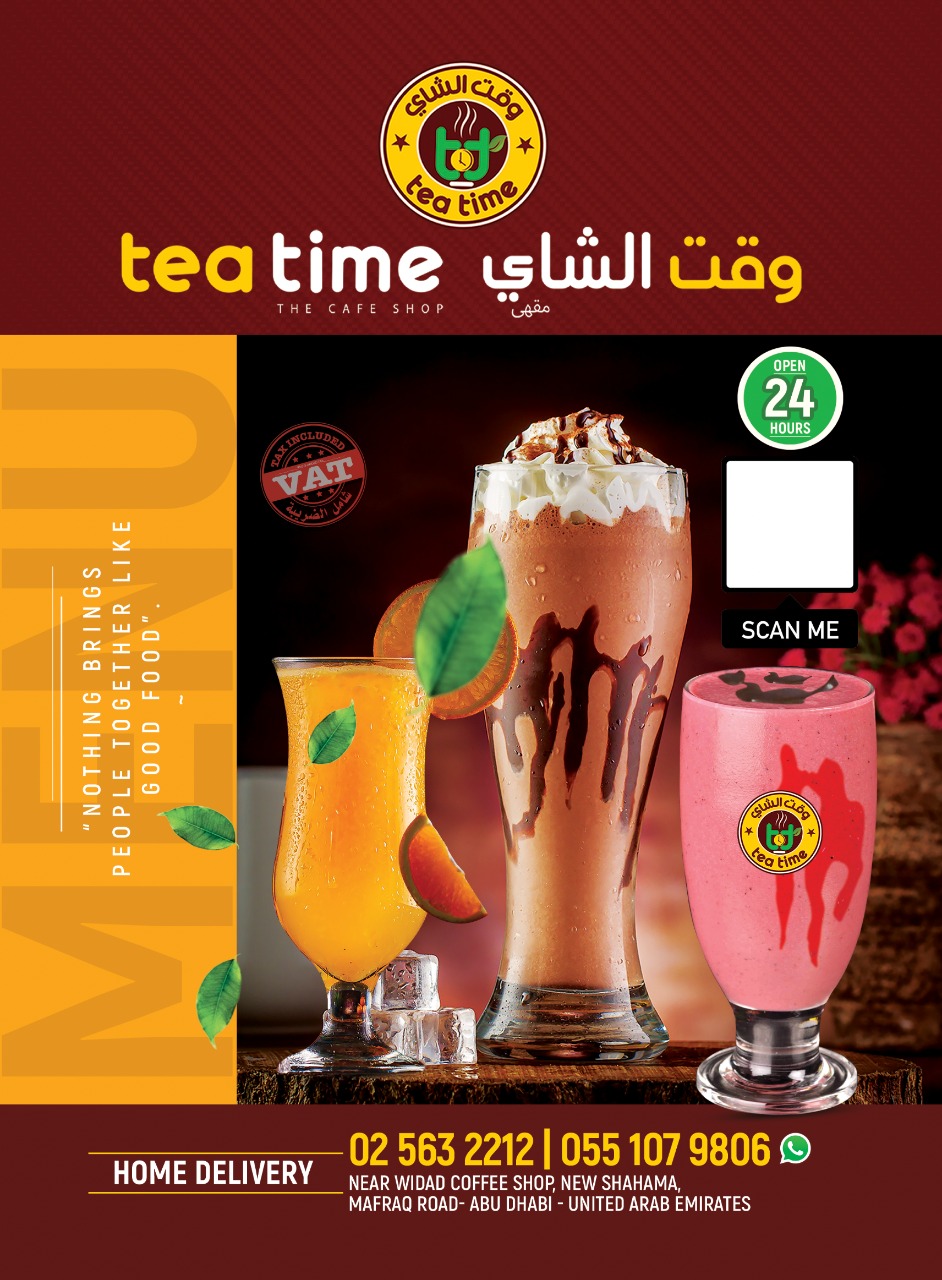 وقت الشاي
tea time
tea time وقت الشاي
THE CAFE SHOP مقهى
MENU
"NOTHING BRINGS
PEOPLE TOGETHER LIKE
GOOD FOOD".
~
TAX INCLUDED
VAT
شامل الضريبة
OPEN
24
HOURS
SCAN ME
وقت الشاي
tea time
HOME DELIVERY
02 563 2212 | 055 107 9806
NEAR WIDAD COFFEE SHOP, NEW SHAHAMA,
MAFRAQ ROAD- ABU DHABI - UNITED ARAB EMIRATES